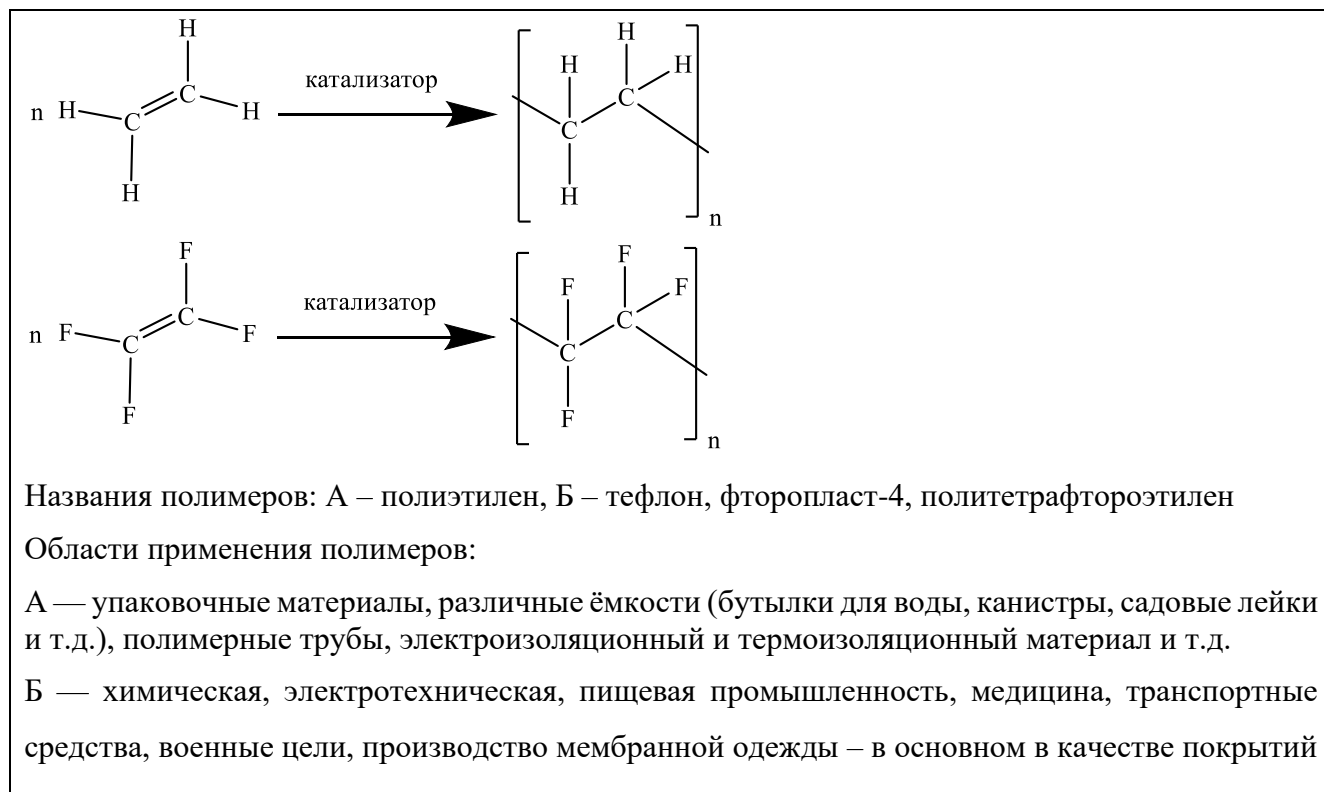 H
H
H
катализатор
H
H
n H
C
H
C
C
C
H
H
n
F
F
F
катализатор
F
F
n F
C
F
C
C
C
F
F
n
Названия полимеров: А – полиэтилен, Б – тефлон, фторопласт-4, политетрафтороэтилен
Области применения полимеров:
А — упаковочные материалы, различные ёмкости (бутылки для воды, канистры, садовые лейки
и т.д.), полимерные трубы, электроизоляционный и термоизоляционный материал и т.д.
Б — химическая, электротехническая, пищевая промышленность, медицина, транспортные
средства, военные цели, производство мембранной одежды – в основном в качестве покрытий